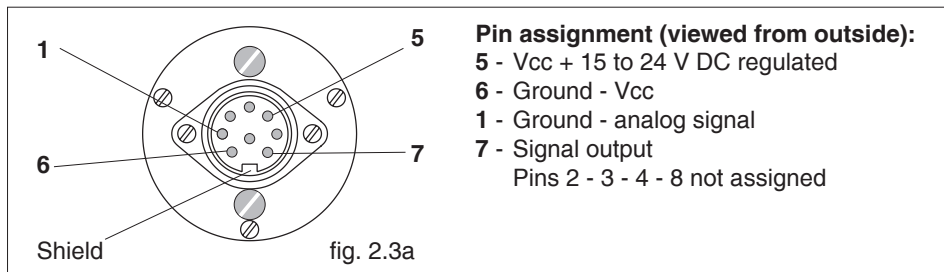 1
5
6
7
Shield
fig. 2.3a
Pin assignment (viewed from outside):
5 - Vcc + 15 to 24 V DC regulated
6 - Ground - Vcc
1 - Ground - analog signal
7 - Signal output
Pins 2 - 3 - 4 - 8 not assigned